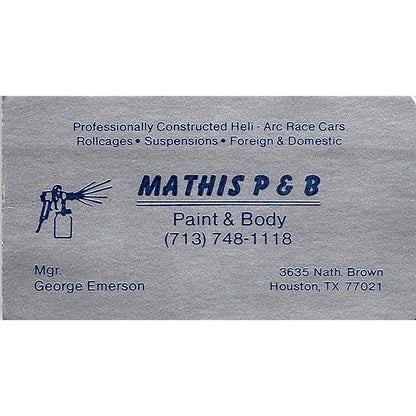 Professionally Constructed Heli - Arc Race Cars
Rollcages • Suspensions • Foreign & Domestic
MATHIS P & B
Paint & Body
(713) 748-1118
Mgr.
George Emerson
3635 Nath. Brown
Houston, TX 77021